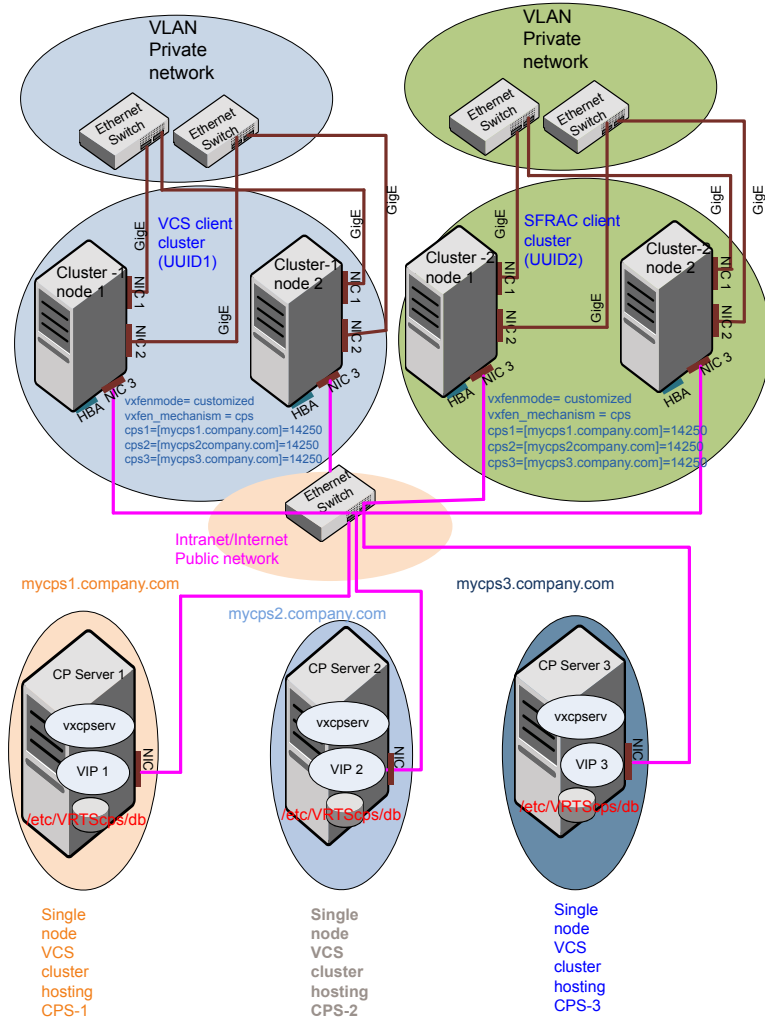 VLAN
Private
network
VLAN
Private
network
Ethernet
Switch
Ethernet
Switch
Ethernet
Switch
Ethernet
Switch
GigE
GigE
GigE
GigE
GigE
GigE
GigE
GigE
VCS client
cluster
(UUID1)
SFRAC client
cluster
(UUID2)
Cluster -1
node 1
NIC 1
NIC 2
NIC 3
HBA
Cluster-1
node 2
NIC 1
NIC 2
NIC 3
HBA
Cluster -2
node 1
NIC 1
NIC 2
NIC 3
HBA
Cluster-2
node 2
NIC 1
NIC 2
NIC 3
HBA
vxfenmode= customized
vxfen_mechanism = cps
cps1=[mycps1.company.com]=14250
cps2=[mycps2company.com]=14250
cps3=[mycps3.company.com]=14250
vxfenmode= customized
vxfen_mechanism = cps
cps1=[mycps1.company.com]=14250
cps2=[mycps2company.com]=14250
cps3=[mycps3.company.com]=14250
Ethernet
Switch
Intranet/Internet
Public network
mycps1.company.com
mycps2.company.com
mycps3.company.com
CP Server 1
vxcpserv
VIP 1
NIC
/etc/VRTScps/db
CP Server 2
vxcpserv
VIP 2
NIC
/etc/VRTScps/db
CP Server 3
vxcpserv
VIP 3
NIC
/etc/VRTScps/db
Single
node
VCS
cluster
hosting
CPS-1
Single
node
VCS
cluster
hosting
CPS-2
Single
node
VCS
cluster
hosting
CPS-3